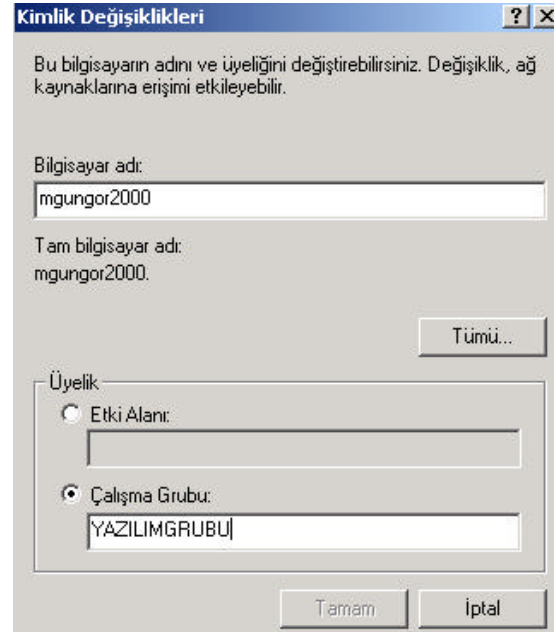 Kimlik Değişiklikleri
Bu bilgisayarın adını ve üyeliğini değiştirebilirsiniz. Değişiklik, ağ
kaynaklarına erişimi etkileyebilir.
Bilgisayar adı:
mgungor2000
Tam bilgisayar adı:
mgungor2000.
Tümü...
Üyelik
Etki Alanı:
Çalışma Grubu:
YAZILIMGRUBU
Tamam
İptal